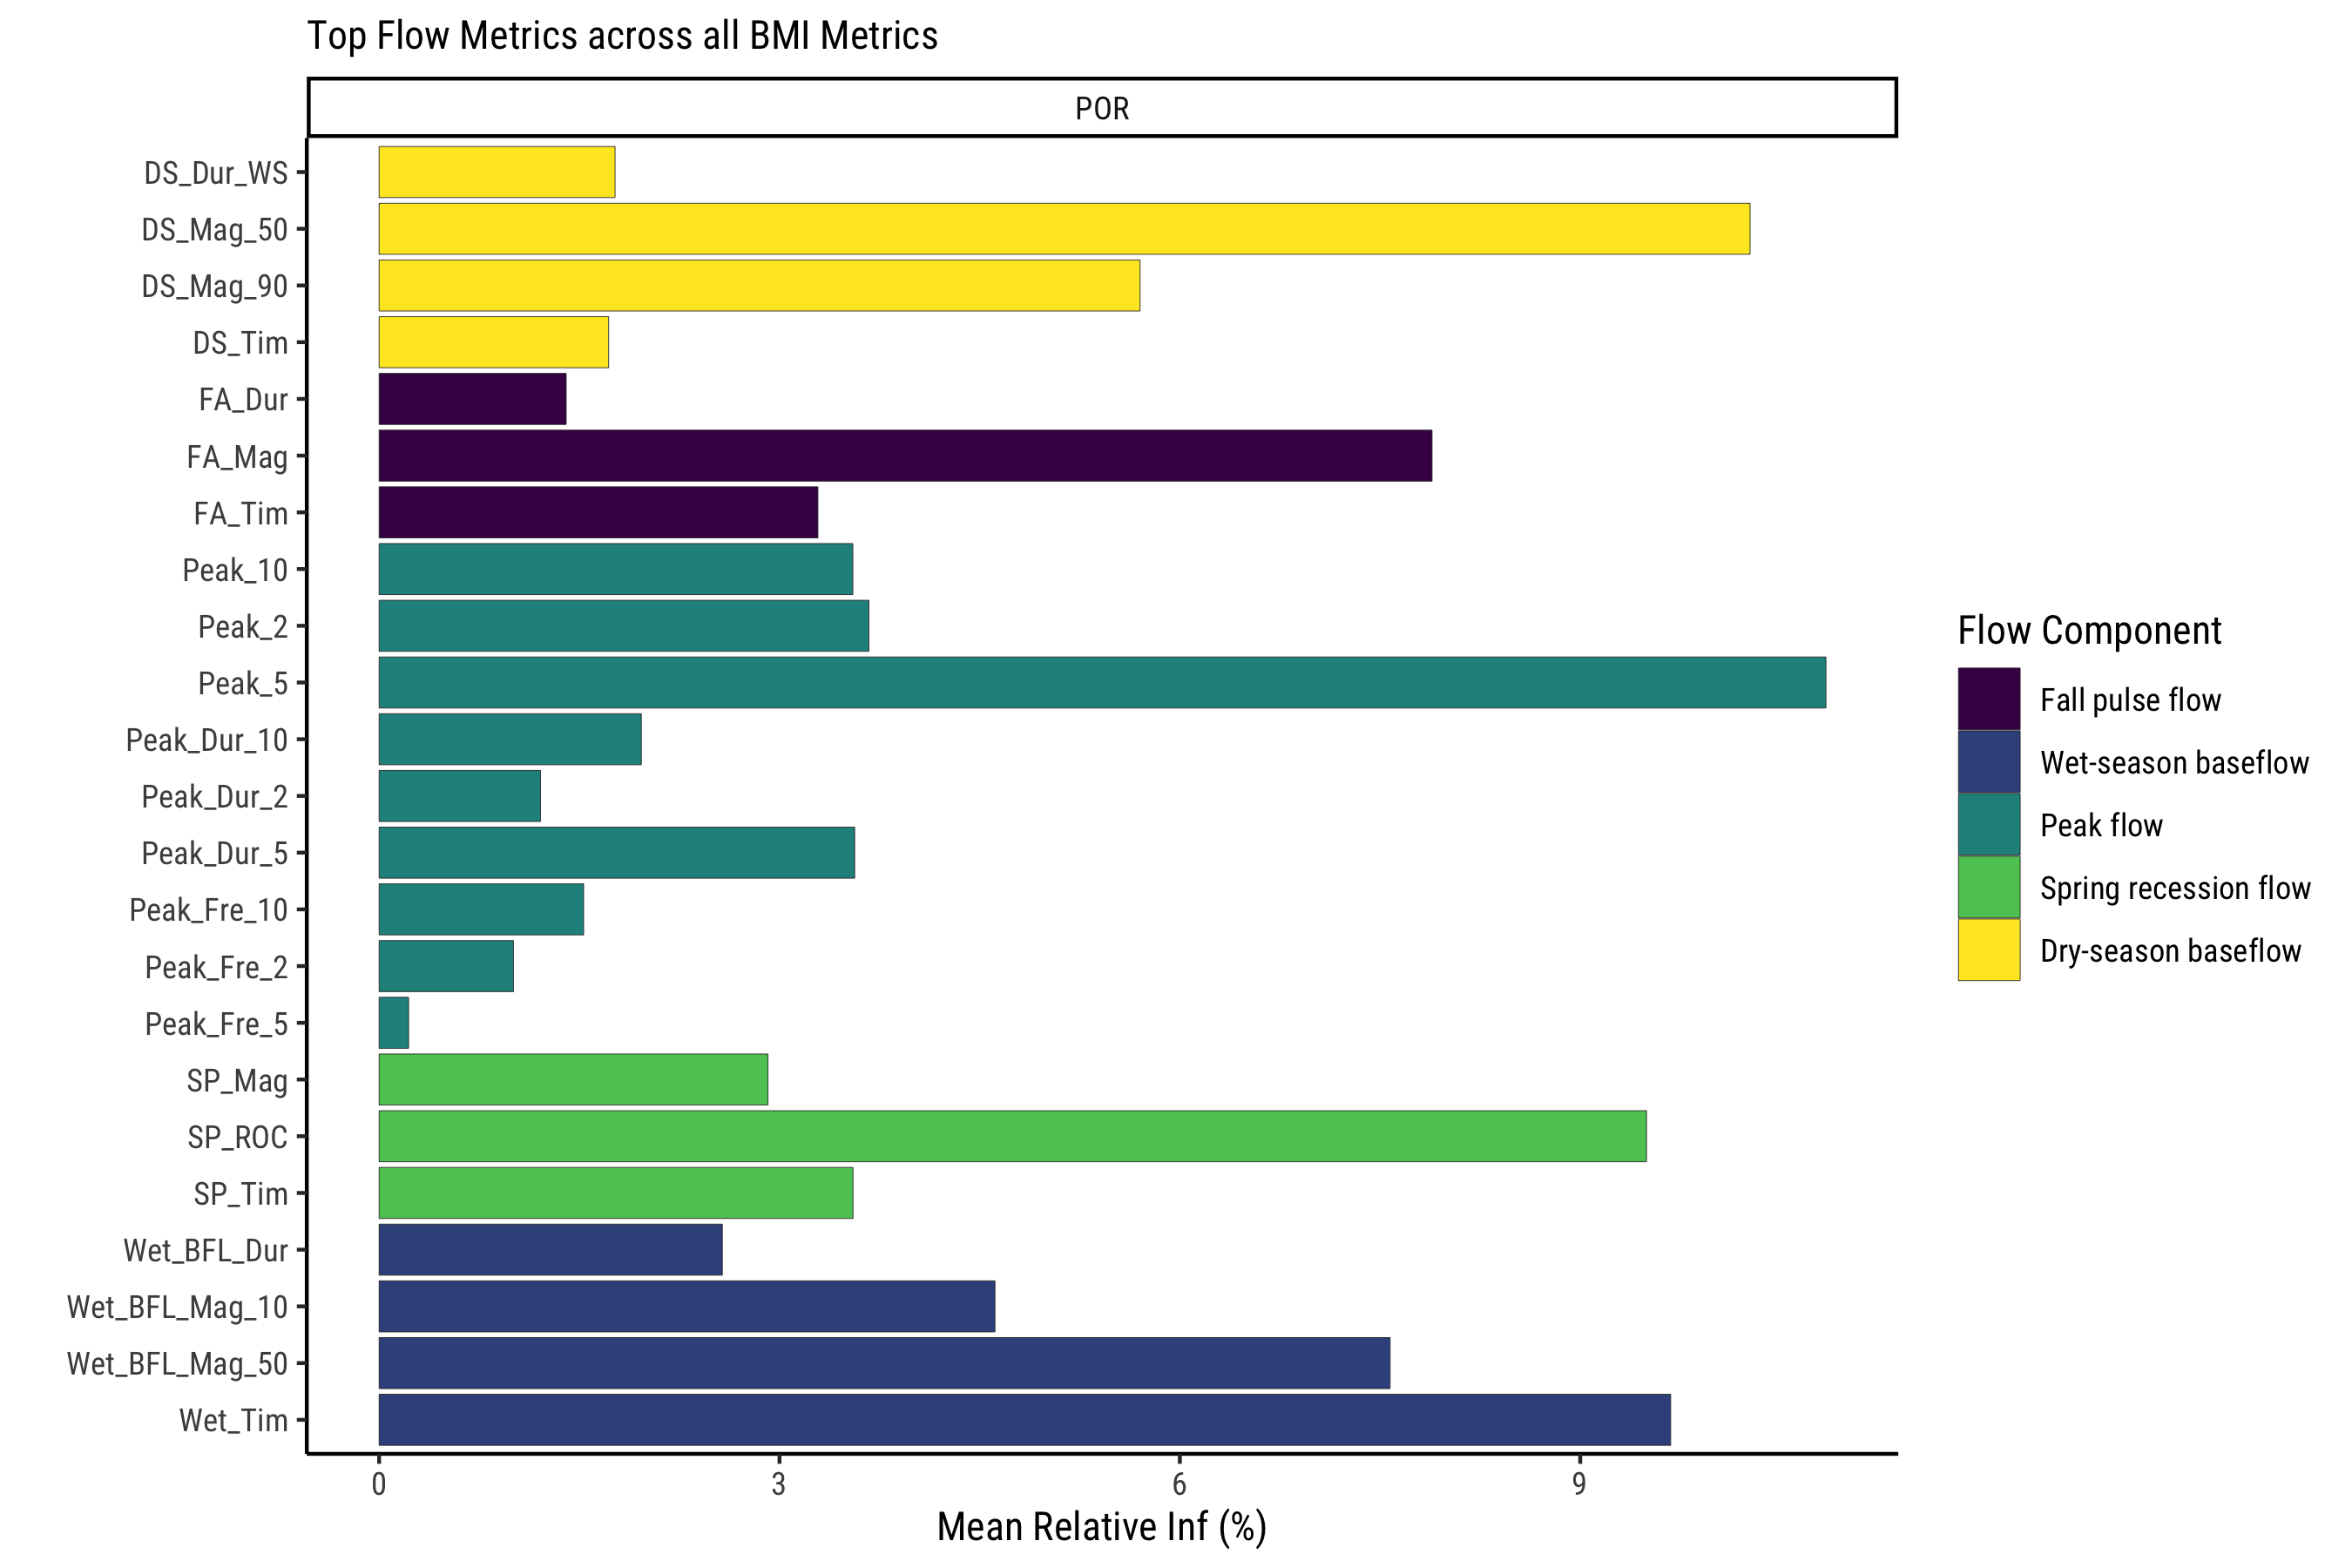 Top Flow Metrics across all BMI Metrics
POR
DS_Dur_WS
DS_Mag_50
DS_Mag_90
DS_Tim
FA_Dur
FA_Mag
FA_Tim
Peak_10
Peak_2
Peak_5
Peak_Dur_10
Peak_Dur_2
Peak_Dur_5
Peak_Fre_10
Peak_Fre_2
Peak_Fre_5
SP_Mag
SP_ROC
SP_Tim
Wet_BFL_Dur
Wet_BFL_Mag_10
Wet_BFL_Mag_50
Wet_Tim
0 3 6 9
Mean Relative Inf (%)
Flow Component
Fall pulse flow
Wet-season baseflow
Peak flow
Spring recession flow
Dry-season baseflow